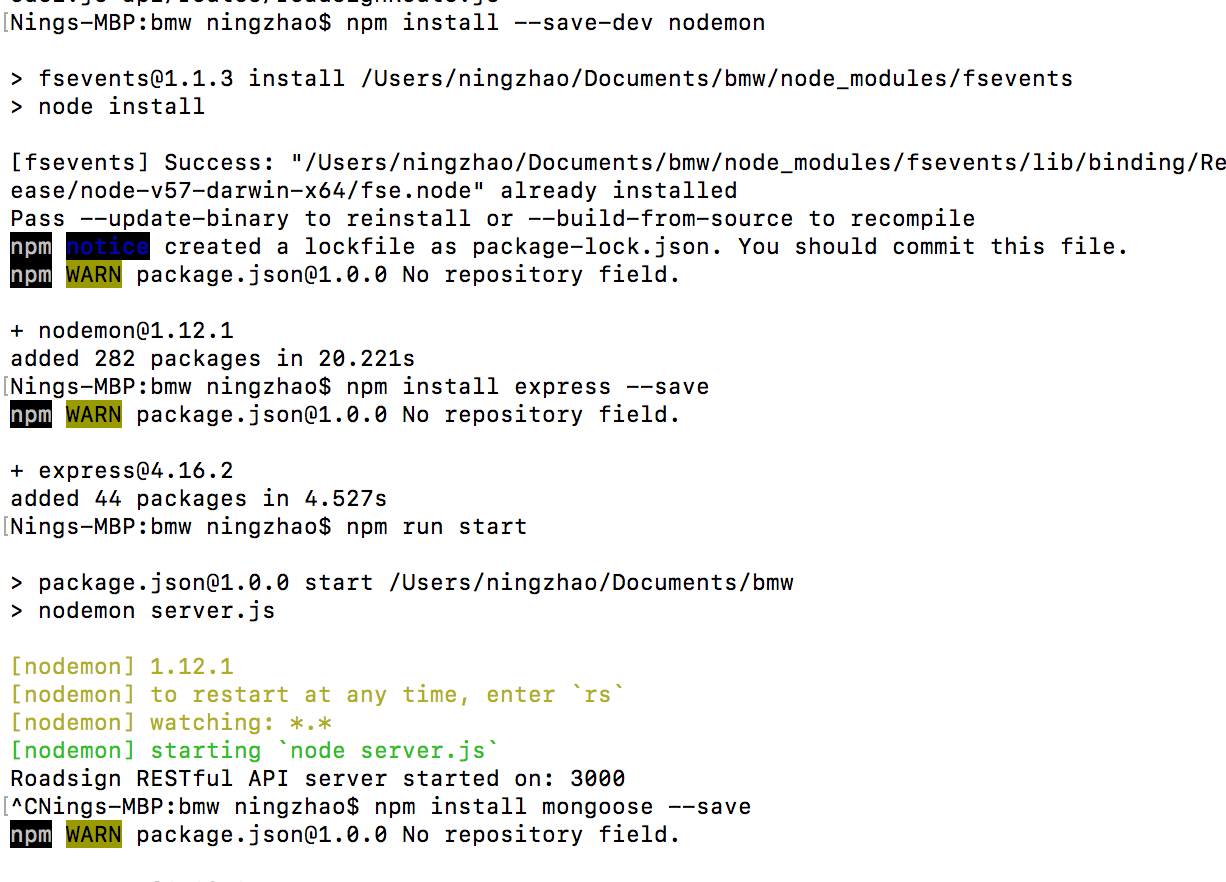 Nings-MBP:bmw ningzhao$ npm install --save-dev nodemon
> fsevents@1.1.3 install /Users/ningzhao/Documents/bmw/node_modules/fsevents
> node install
[fsevents] Success: "/Users/ningzhao/Documents/bmw/node_modules/fsevents/lib/binding/Re
ease/node-v57-darwin-x64/fse.node" already installed
Pass --update-binary to reinstall or --build-from-source to recompile
npm notice created a lockfile as package-lock.json. You should commit this file.
npm WARN package.json@1.0.0 No repository field.
+ nodemon@1.12.1
added 282 packages in 20.221s
[Nings-MBP:bmw ningzhao$ npm install express --save
npm WARN package.json@1.0.0 No repository field.
+ express@4.16.2
added 44 packages in 4.527s
[Nings-MBP:bmw ningzhao$ npm run start
> package.json@1.0.0 start /Users/ningzhao/Documents/bmw
> nodemon server.js
[nodemon] 1.12.1
[nodemon] to restart at any time, enter `rs`
[nodemon] watching: *.*
[nodemon] starting `node server.js`
Roadsign RESTful API server started on: 3000
[^CNings-MBP:bmw ningzhao$ npm install mongoose --save
npm WARN package.json@1.0.0 No repository field.